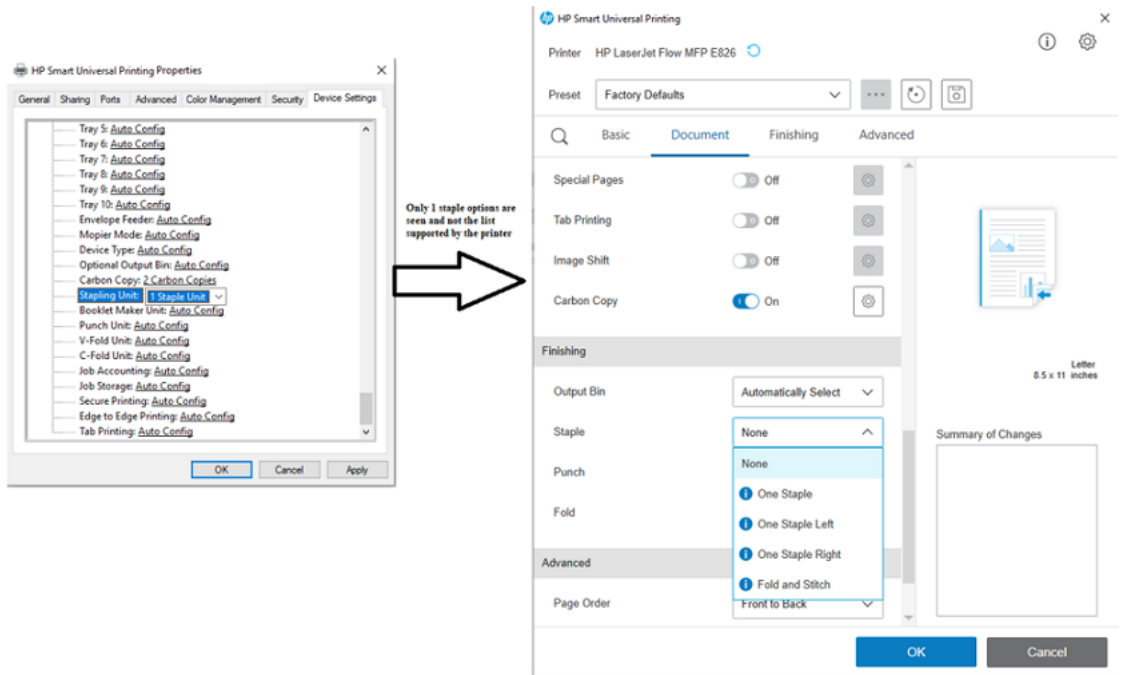 HP Smart Universal Printing Properties
General Sharing Ports Advanced Color Management Security Device Settings
Tray 5: Auto Config
Tray 6: Auto Config
Tray 7: Auto Config
Tray 8: Auto Config
Tray 9: Auto Config
Tray 10: Auto Config
Envelope Feeder: Auto Config
Mopier Mode: Auto Config
Device Type: Auto Config
Optional Output Bin: Auto Config
Carbon Copy: 2 Carbon Copies
Stapling Unit: 1 Staple Unit
Booklet Maker Unit: Auto Config
Punch Unit: Auto Config
V-Fold Unit: Auto Config
C-Fold Unit: Auto Config
Job Accounting: Auto Config
Job Storage: Auto Config
Secure Printing: Auto Config
Edge to Edge Printing: Auto Config
Tab Printing: Auto Config
OK Cancel Apply
Only 1 staple options are
seen and not the list
supported by the printer
hp HP Smart Universal Printing
Printer HP LaserJet Flow MFP E826
Preset Factory Defaults
Basic Document Finishing Advanced
Special Pages Off
Tab Printing Off
Image Shift Off
Carbon Copy On
Finishing
Output Bin Automatically Select
Staple None
Punch None
Fold One Staple
One Staple Left
Advanced One Staple Right
Fold and Stitch
Page Order Front to Back
Letter
8.5 x 11 inches
Summary of Changes
OK Cancel